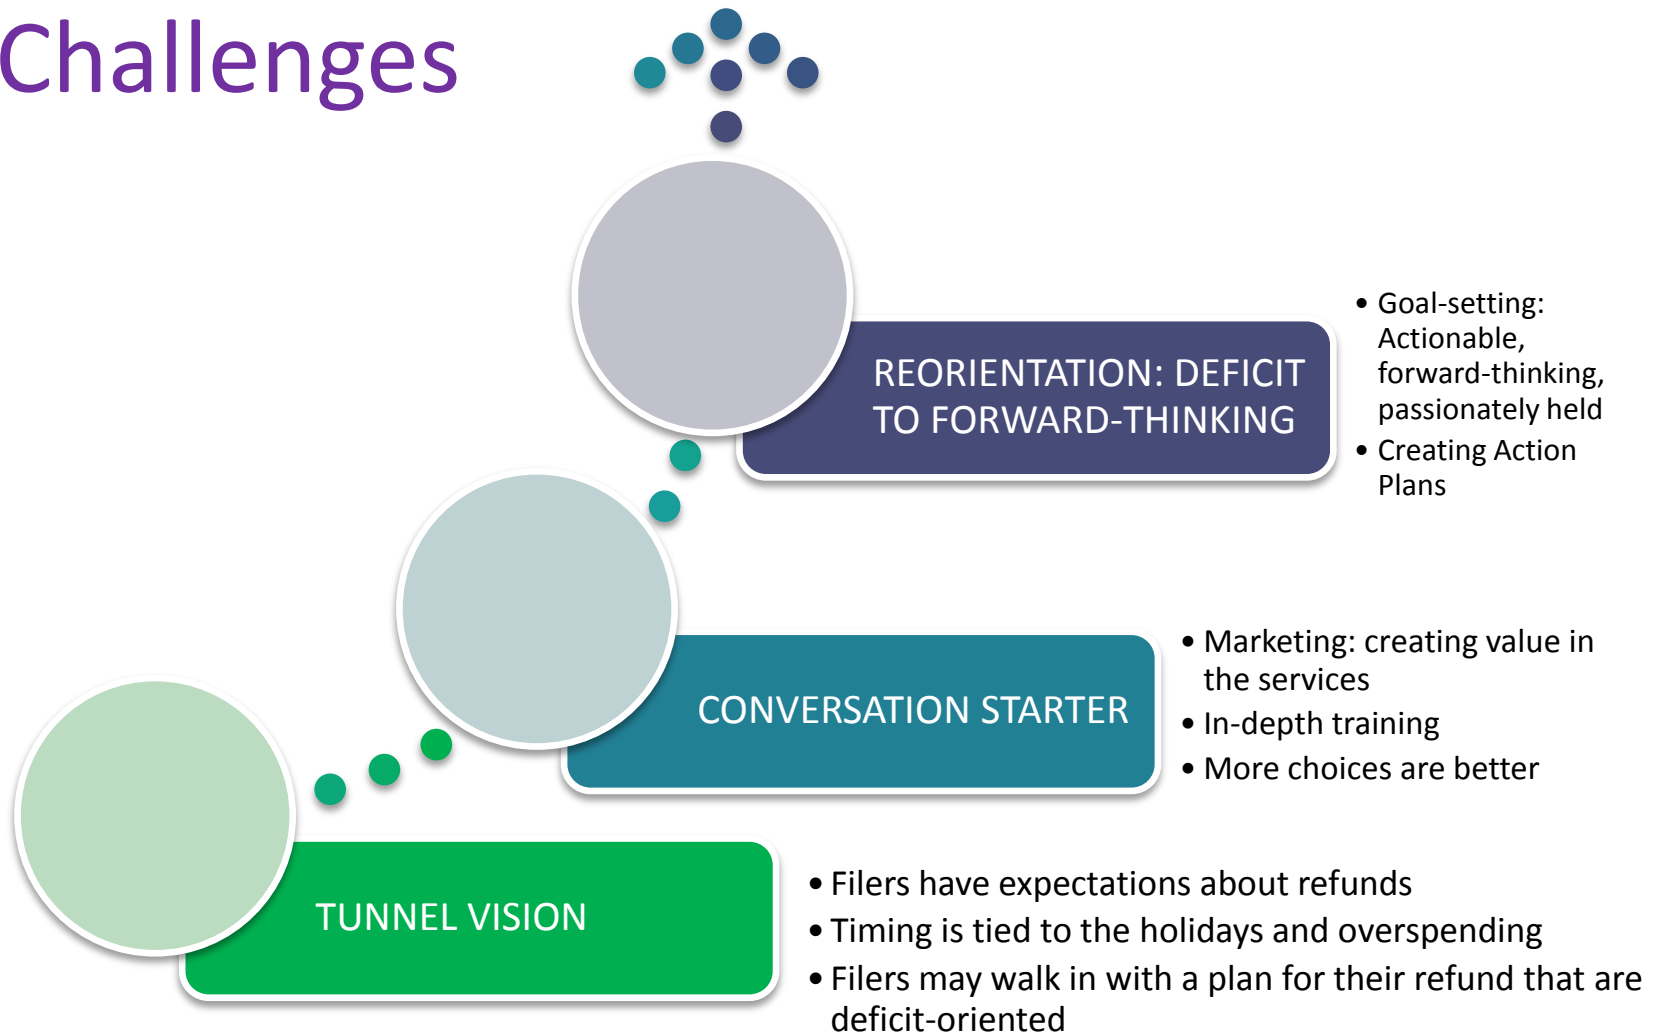 Challenges
REORIENTATION: DEFICIT
TO FORWARD-THINKING
• Goal-setting:
Actionable,
forward-thinking,
passionately held
• Creating Action
Plans
CONVERSATION STARTER
• Marketing: creating value in
the services
• In-depth training
• More choices are better
TUNNEL VISION
• Filers have expectations about refunds
• Timing is tied to the holidays and overspending
• Filers may walk in with a plan for their refund that are
deficit-oriented